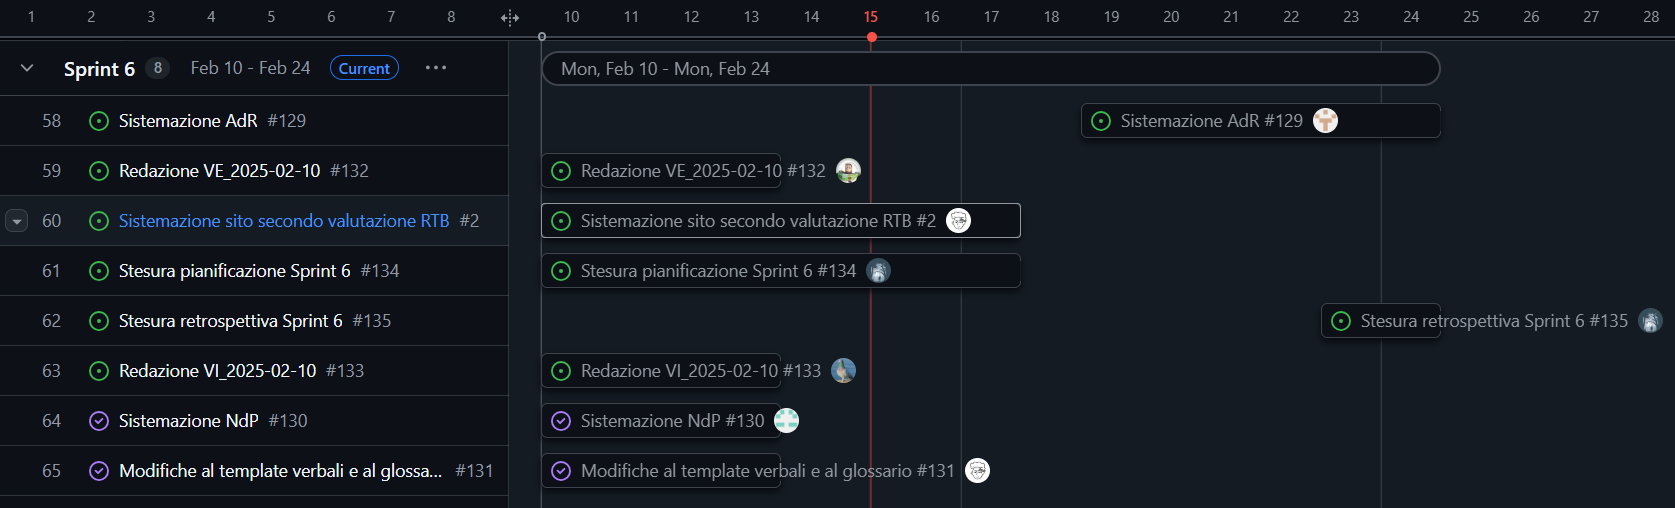 1 2 3 4 5 6 7 8 10 11 12 13 14 15 16 17 18 19 20 21 22 23 24 25 26 27 28
Sprint 6 8 Feb 10 - Feb 24 Current ... Mon, Feb 10 - Mon, Feb 24
58 Sistemazione AdR #129 Sistemazione AdR #129
59 Redazione VE_2025-02-10 #132 Redazione VE_2025-02-10 #132
60 Sistemazione sito secondo valutazione RTB #2 Sistemazione sito secondo valutazione RTB #2
61 Stesura pianificazione Sprint 6 #134 Stesura pianificazione Sprint 6 #134
62 Stesura retrospettiva Sprint 6 #135 Stesura retrospettiva Sprint 6 #135
63 Redazione VI_2025-02-10 #133 Redazione VI_2025-02-10 #133
64 Sistemazione NdP #130 Sistemazione NdP #130
65 Modifiche al template verbali e al glossa... #131 Modifiche al template verbali e al glossario #131